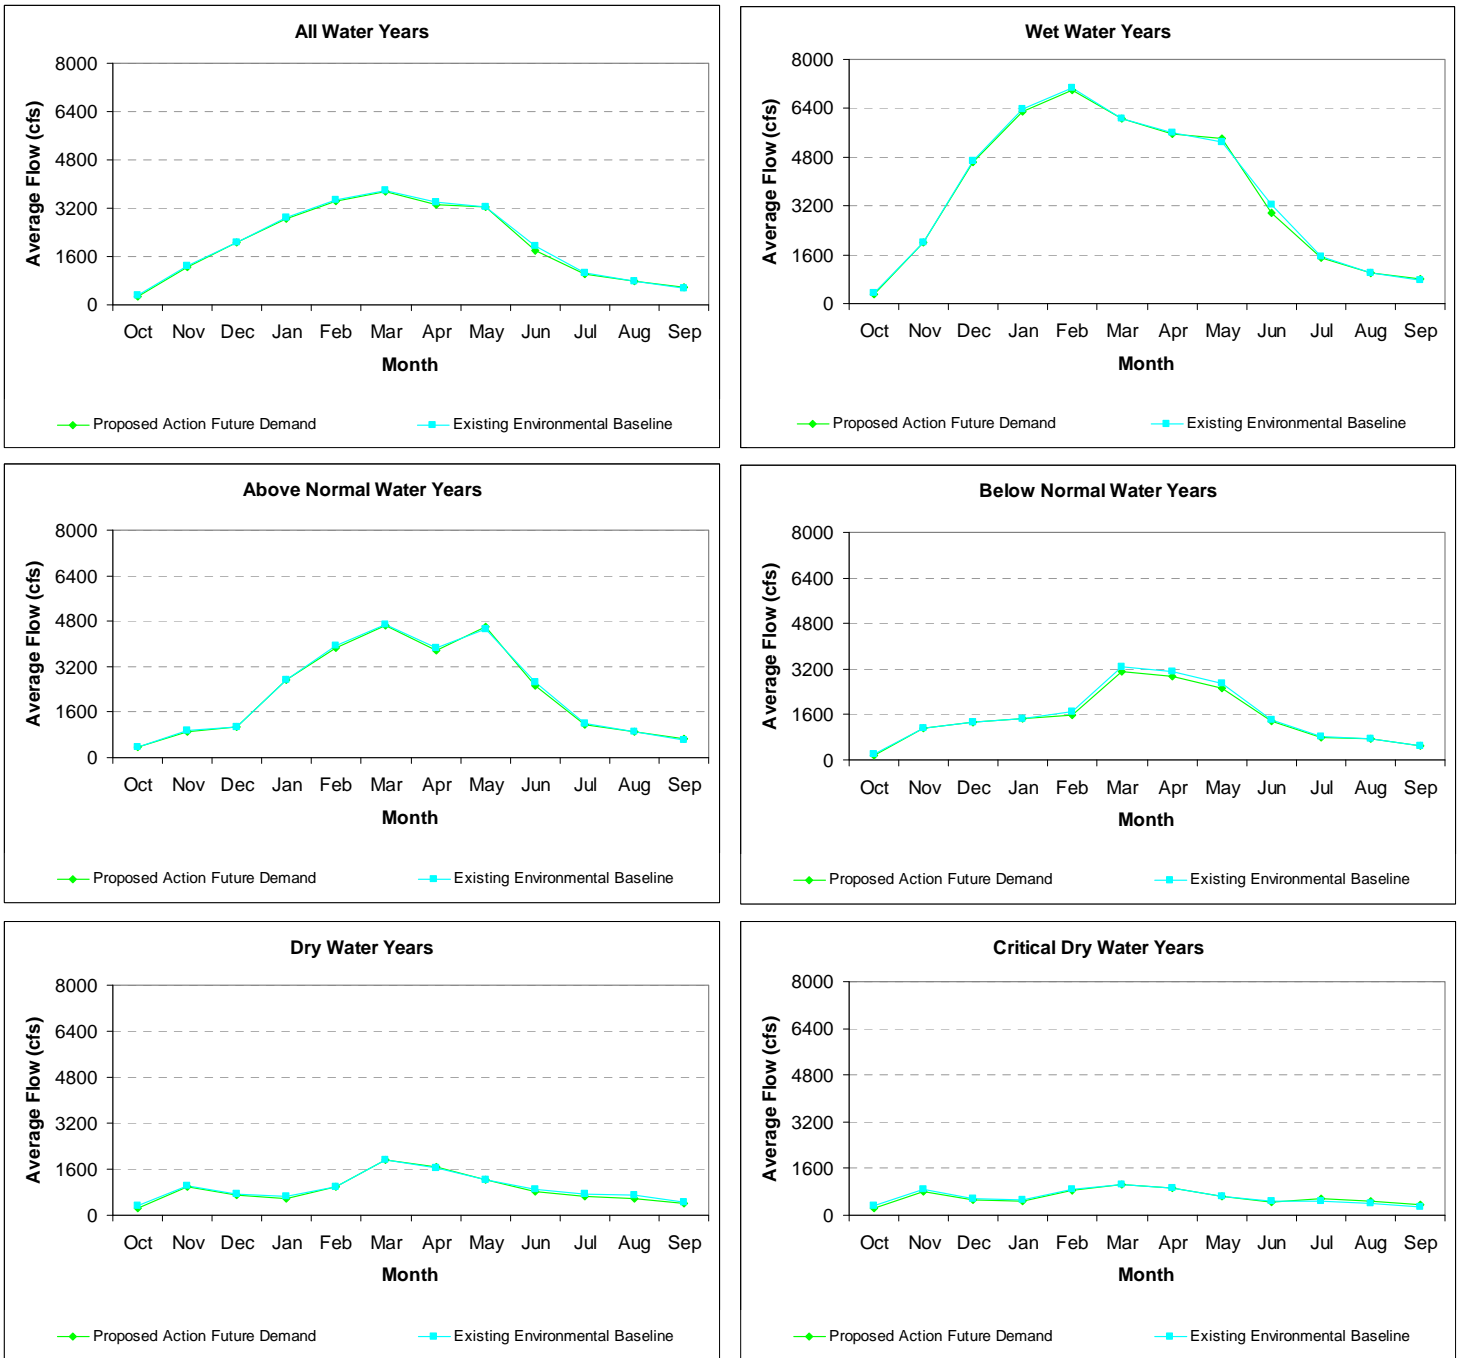 All Water Years
8000
6400
4800
3200
1600
0
Average Flow (cfs)
Oct Nov Dec Jan Feb Mar Apr May Jun Jul Aug Sep
Month
Proposed Action Future Demand Existing Environmental Baseline
Wet Water Years
8000
6400
4800
3200
1600
0
Average Flow (cfs)
Oct Nov Dec Jan Feb Mar Apr May Jun Jul Aug Sep
Month
Proposed Action Future Demand Existing Environmental Baseline
Above Normal Water Years
8000
6400
4800
3200
1600
0
Average Flow (cfs)
Oct Nov Dec Jan Feb Mar Apr May Jun Jul Aug Sep
Month
Proposed Action Future Demand Existing Environmental Baseline
Below Normal Water Years
8000
6400
4800
3200
1600
0
Average Flow (cfs)
Oct Nov Dec Jan Feb Mar Apr May Jun Jul Aug Sep
Month
Proposed Action Future Demand Existing Environmental Baseline
Dry Water Years
8000
6400
4800
3200
1600
0
Average Flow (cfs)
Oct Nov Dec Jan Feb Mar Apr May Jun Jul Aug Sep
Month
Proposed Action Future Demand Existing Environmental Baseline
Critical Dry Water Years
8000
6400
4800
3200
1600
0
Average Flow (cfs)
Oct Nov Dec Jan Feb Mar Apr May Jun Jul Aug Sep
Month
Proposed Action Future Demand Existing Environmental Baseline